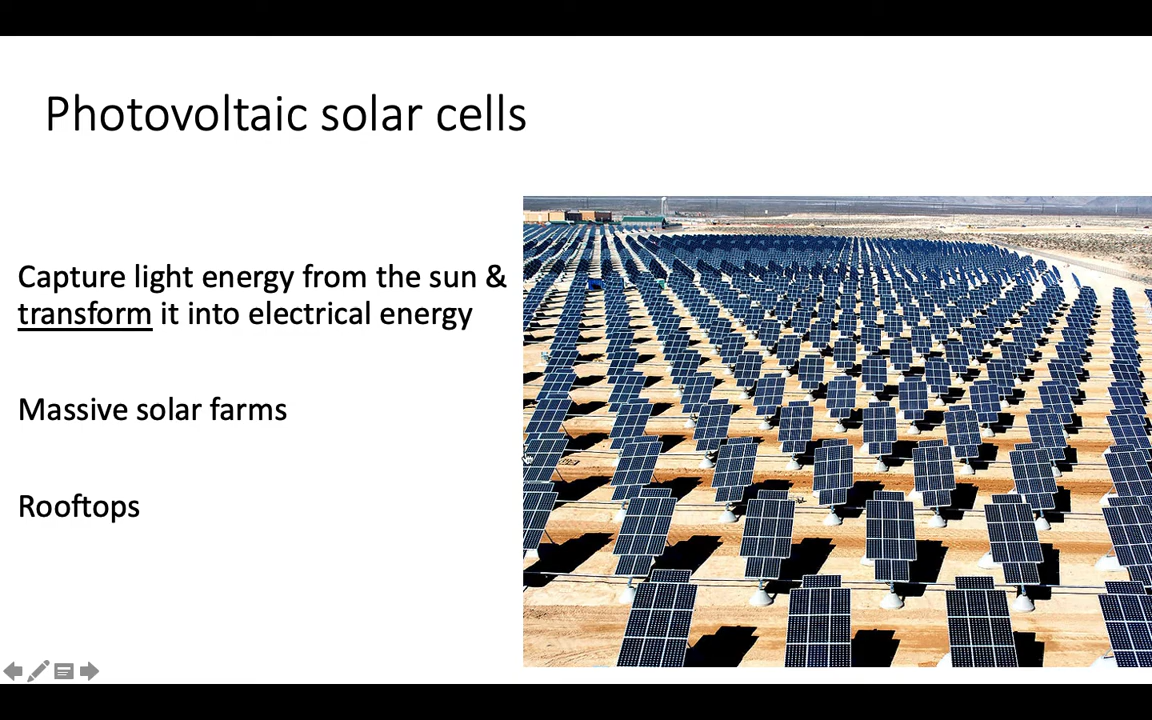 Photovoltaic solar cells
Capture light energy from the sun &
transform it into electrical energy
Massive solar farms
Rooftops